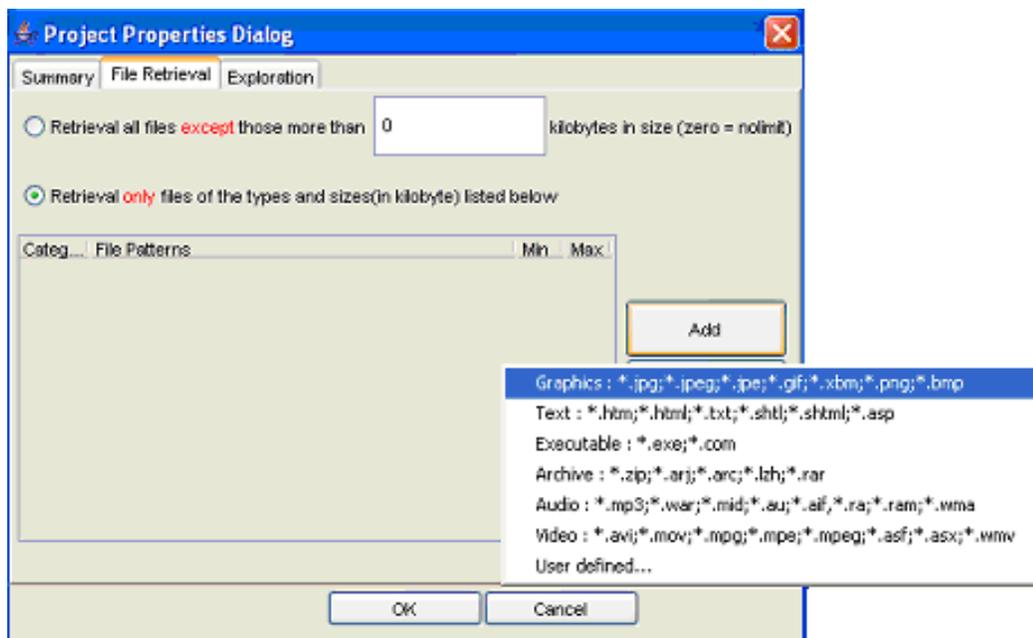 Project Properties Dialog
Summary File Retrieval Exploration
Retrieval all files except those more than 0 kilobytes in size (zero = nolimit)
Retrieval only files of the types and sizes(in kilobyte) listed below
Categ... File Patterns Min Max
Add
Graphics : *.jpg;*.jpeg;*.jpe;*.gif;*.xbm;*.png;*.bmp
Text : *.htm;*.html;*.txt;*.shtl;*.shtml;*.asp
Executable : *.exe;*.com
Archive : *.zip;*.arj;*.arc;*.lzh;*.rar
Audio : *.mp3;*.war;*.mid;*.au;*.aif,*.ra;*.ram;*.wma
Video : *.avi;*.mov;*.mpg;*.mpe;*.mpeg;*.asf;*.asx;*.wmv
User defined...
OK Cancel